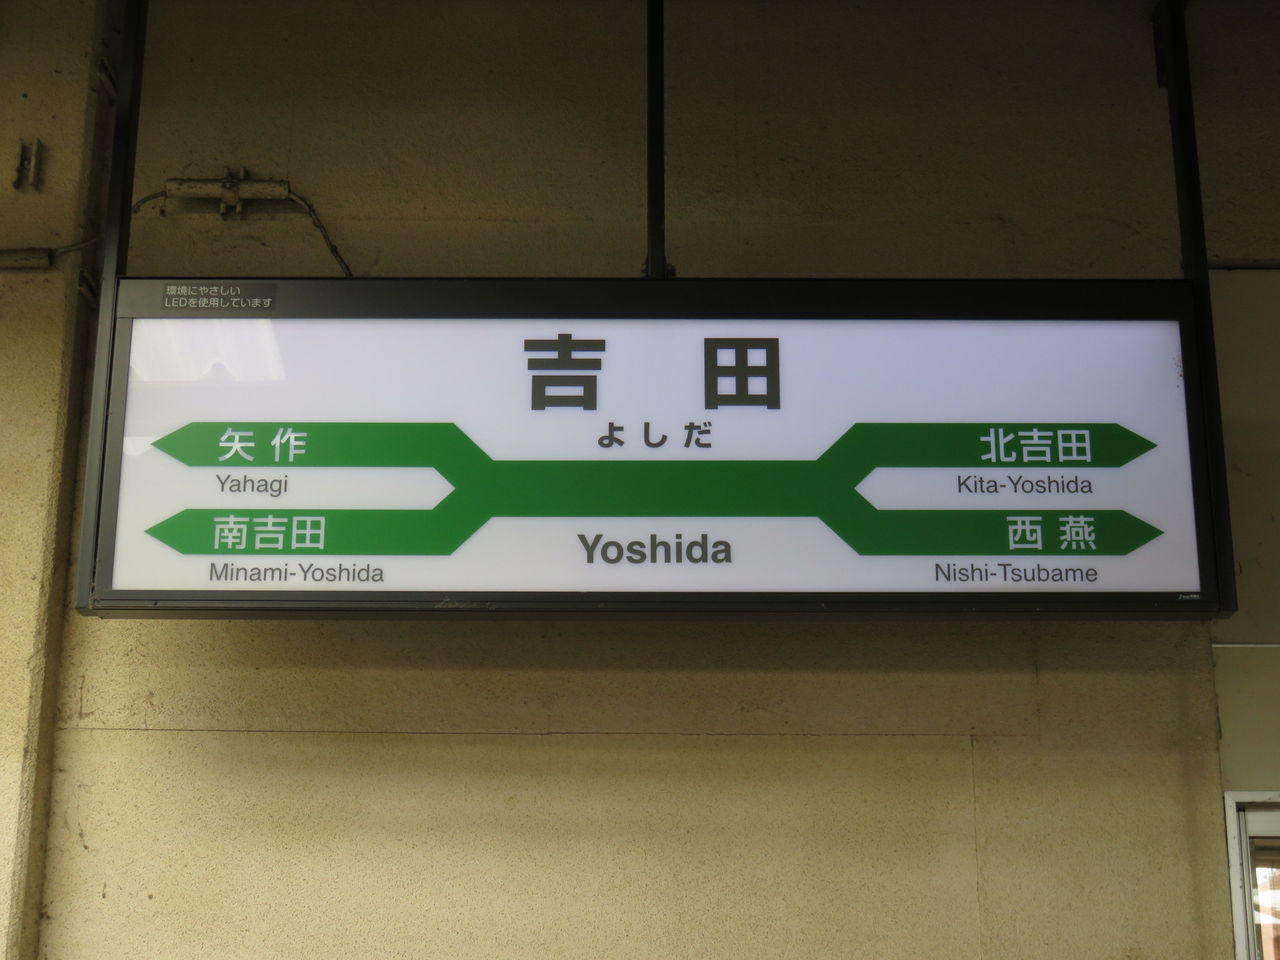 環境にやさしい
LEDを使用しています
吉田
よしだ
矢作
北吉田
Yahagi
Kita-Yoshida
南吉田
西燕
Yoshida
Minami-Yoshida
Nishi-Tsubame